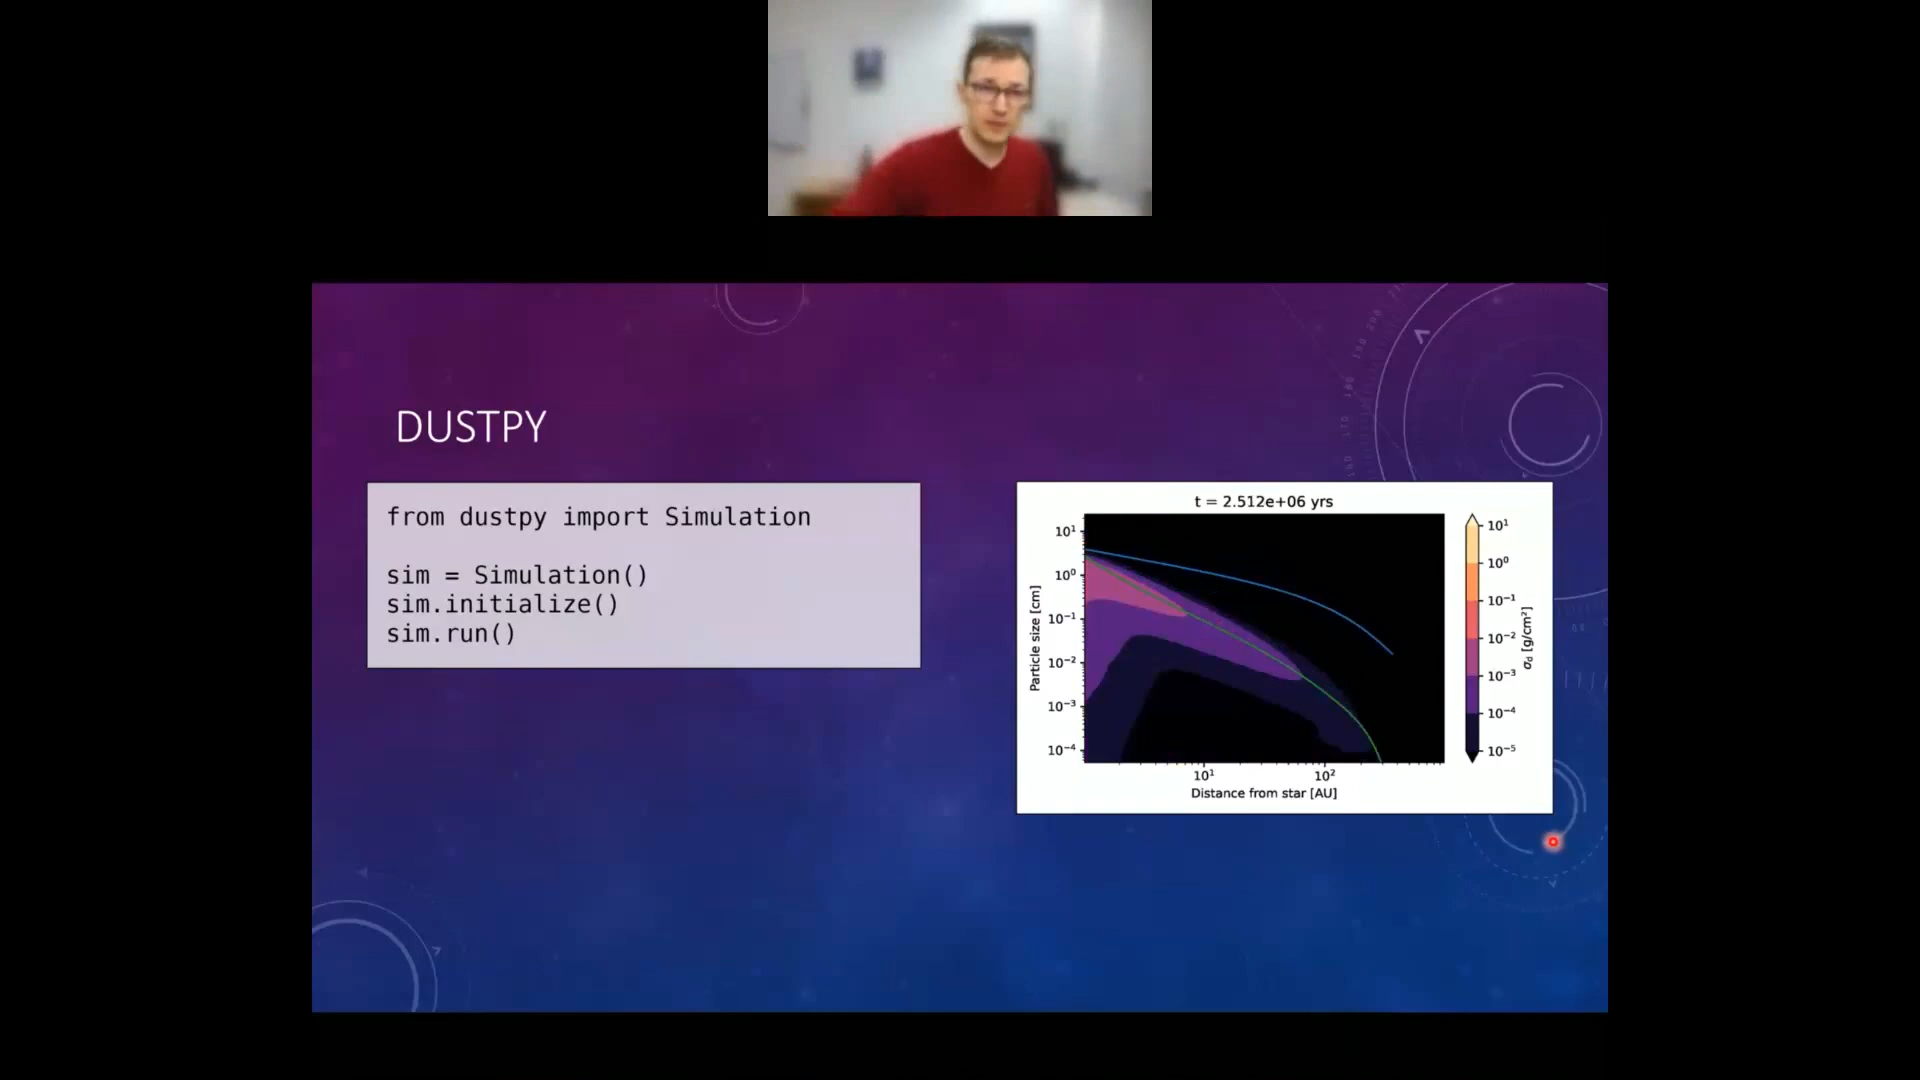 DUSTPY
from dustpy import Simulation
sim = Simulation()
sim.initialize()
sim.run()
t = 2.512e+06 yrs
10¹
10⁰
10⁻¹
10⁻²
10⁻³
10⁻⁴
Particle size [cm]
10¹ 10²
Distance from star [AU]
10¹
10⁰
10⁻¹
10⁻²
10⁻³
10⁻⁴
10⁻⁵
σd [g/cm²]